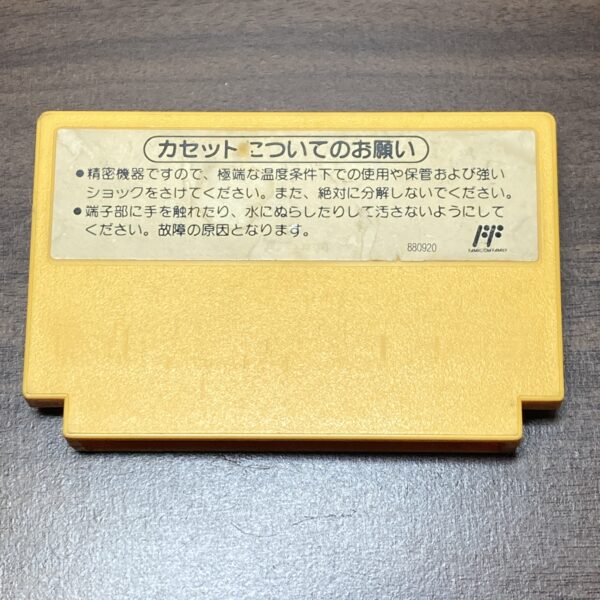 カセットについてのお願い
●精密機器ですので、極端な温度条件下での使用や保管および強い
ショックをさけてください。また、絶対に分解しないでください。
●端子部に手を触れたり、水にぬらしたりして汚さないようにして
ください。故障の原因となります。
880920
FF
FAMILY COMPUTER